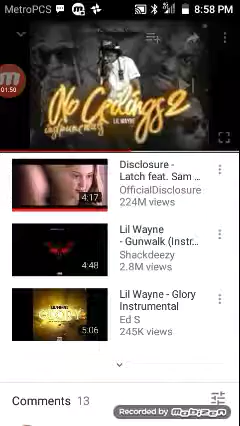 MetroPCS 8:58 PM
No Ceilings 2
LIL WAYNE
01:50
Disclosure -
Latch feat. Sam ...
OfficialDisclosure
224M views
4:17
Lil Wayne
- Gunwalk (Instr...
Shackdeezy
2.8M views
4:48
Lil Wayne - Glory
Instrumental
Ed S
245K views
GLORY
5:06
Comments 13
Recorded by MOBIZEN